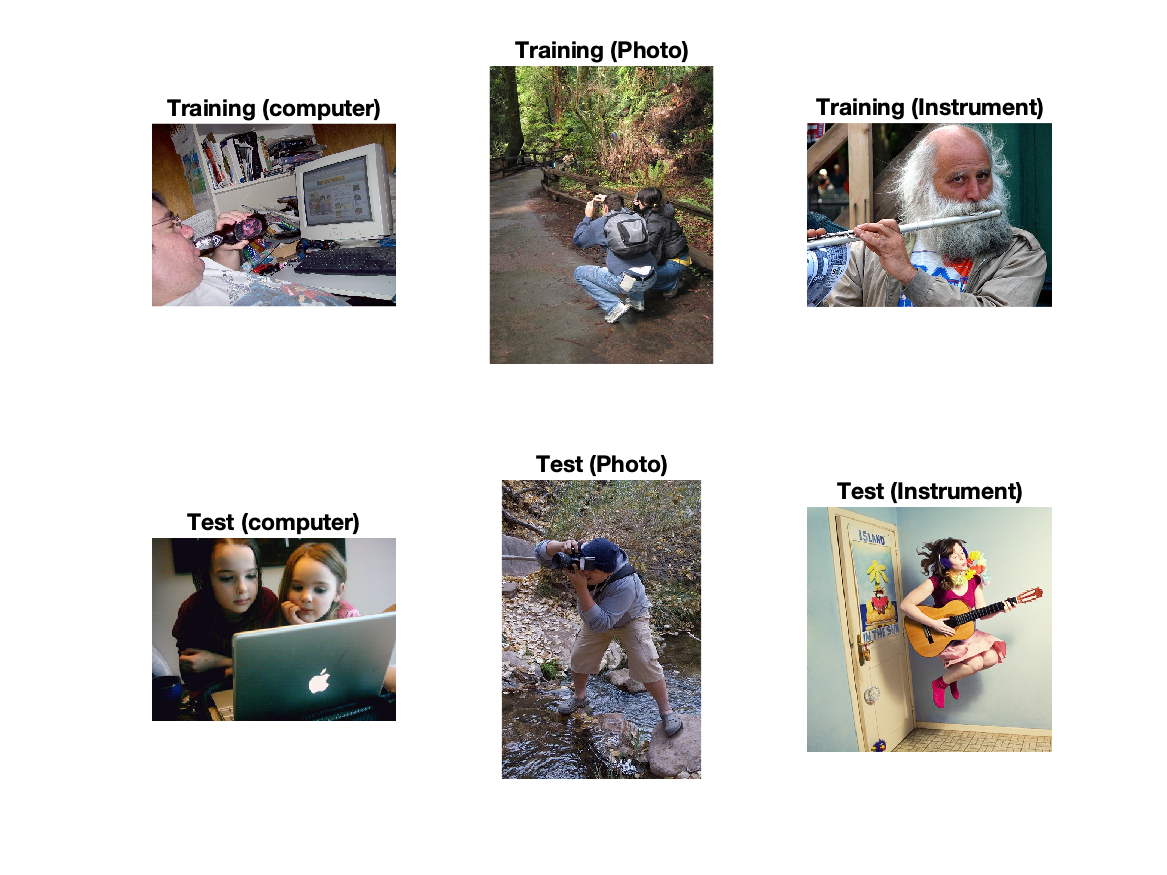 Training (Photo)
Training (computer)
Training (Instrument)
Test (Photo)
Test (Instrument)
Test (computer)
ISLAND
IN THE SUN